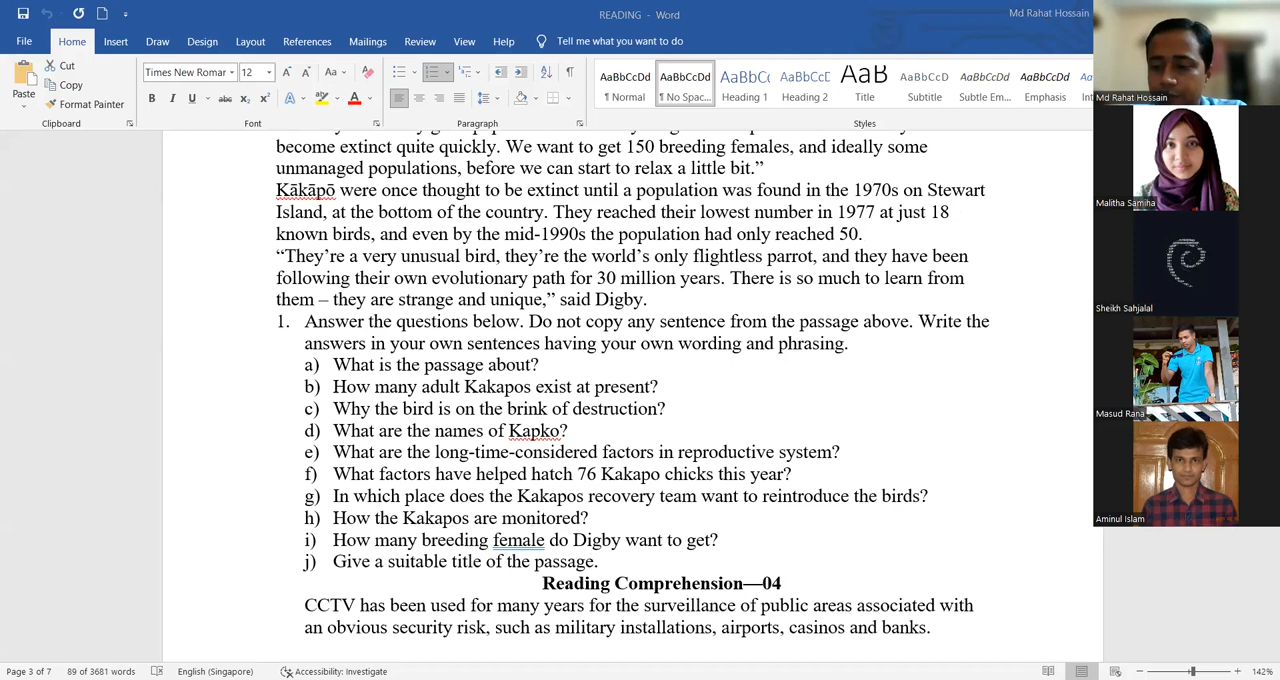 READING - Word
Md Rahat Hossain
File Home Insert Draw Design Layout References Mailings Review View Help Tell me what you want to do
Paste
Cut
Copy
Format Painter
Clipboard
Times New Romar 12
Font
Paragraph
AaBbCcDd AaBbCcDd AaBbCc AaBbCcD AaB AaBbCcD AaBbCcDd AaBbCcDd
¶ Normal ¶ No Spac... Heading 1 Heading 2 Title Subtitle Subtle Em... Emphasis
Styles
become extinct quite quickly. We want to get 150 breeding females, and ideally some
unmanaged populations, before we can start to relax a little bit.”
Kākāpō were once thought to be extinct until a population was found in the 1970s on Stewart
Island, at the bottom of the country. They reached their lowest number in 1977 at just 18
known birds, and even by the mid-1990s the population had only reached 50.
“They’re a very unusual bird, they’re the world’s only flightless parrot, and they have been
following their own evolutionary path for 30 million years. There is so much to learn from
them – they are strange and unique,” said Digby.
1. Answer the questions below. Do not copy any sentence from the passage above. Write the
answers in your own sentences having your own wording and phrasing.
a) What is the passage about?
b) How many adult Kakapos exist at present?
c) Why the bird is on the brink of destruction?
d) What are the names of Kapko?
e) What are the long-time-considered factors in reproductive system?
f) What factors have helped hatch 76 Kakapo chicks this year?
g) In which place does the Kakapos recovery team want to reintroduce the birds?
h) How the Kakapos are monitored?
i) How many breeding female do Digby want to get?
j) Give a suitable title of the passage.
Reading Comprehension—04
CCTV has been used for many years for the surveillance of public areas associated with
an obvious security risk, such as military installations, airports, casinos and banks.
Md Rahat Hossain
Malitha Samiha
Sheikh Sahjalal
Masud Rana
Aminul Islam
Page 3 of 7 89 of 3681 words English (Singapore) Accessibility: Investigate 142%